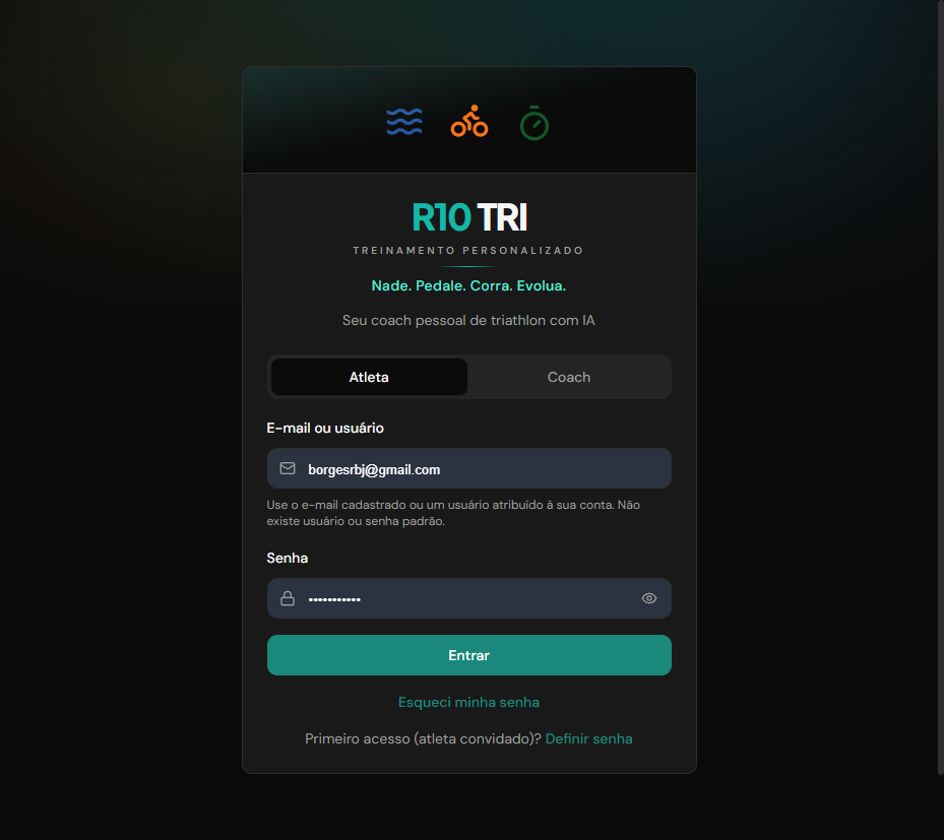 R10 TRI
TREINAMENTO PERSONALIZADO
Nade. Pedale. Corra. Evolua.
Seu coach pessoal de triathlon com IA
Atleta
Coach
E-mail ou usuário
borgesrbj@gmail.com
Use o e-mail cadastrado ou um usuário atribuído à sua conta. Não
existe usuário ou senha padrão.
Senha
•••••••••••
Entrar
Esqueci minha senha
Primeiro acesso (atleta convidado)? Definir senha